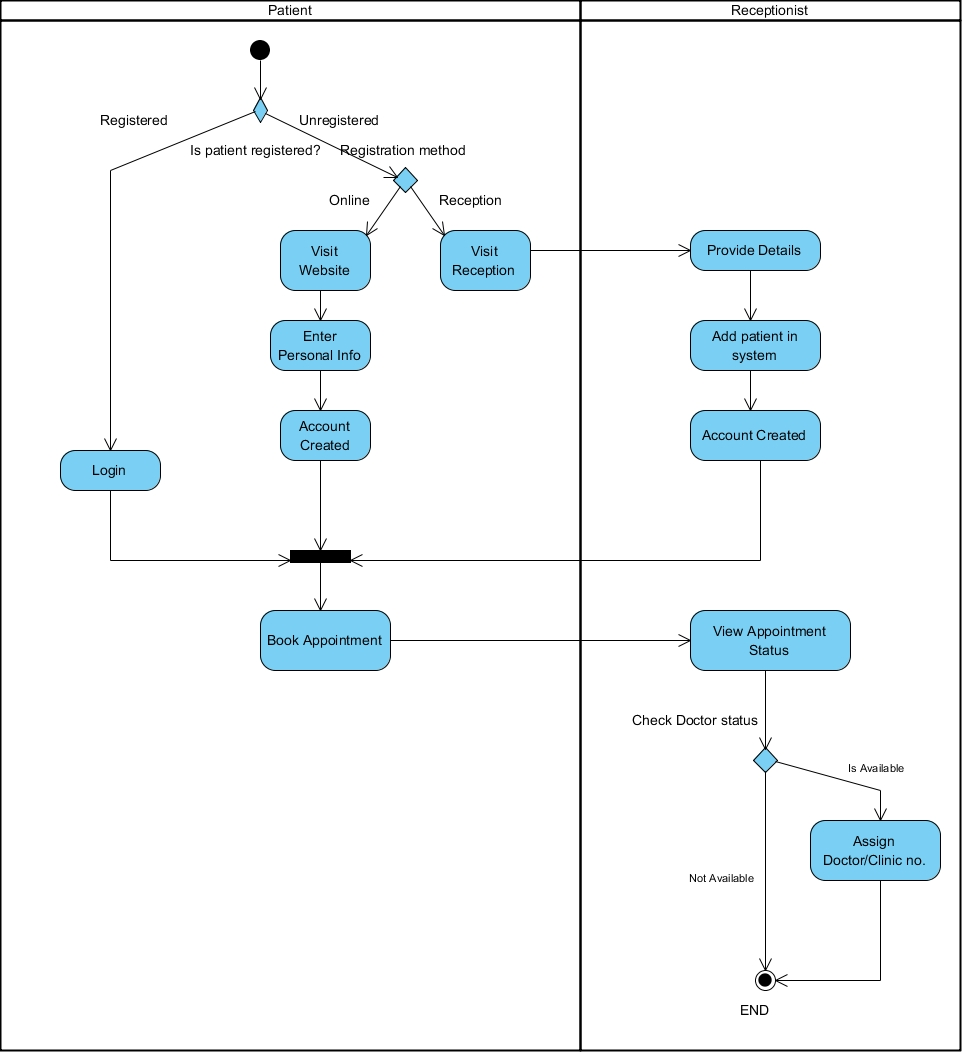 Patient
Receptionist
Registered
Unregistered
Is patient registered?
Registration method
Online
Reception
Visit
Website
Visit
Reception
Provide Details
Enter
Personal Info
Add patient in
system
Account
Created
Account Created
Login
Book Appointment
View Appointment
Status
Check Doctor status
Is Available
Assign
Doctor/Clinic no.
Not Available
END